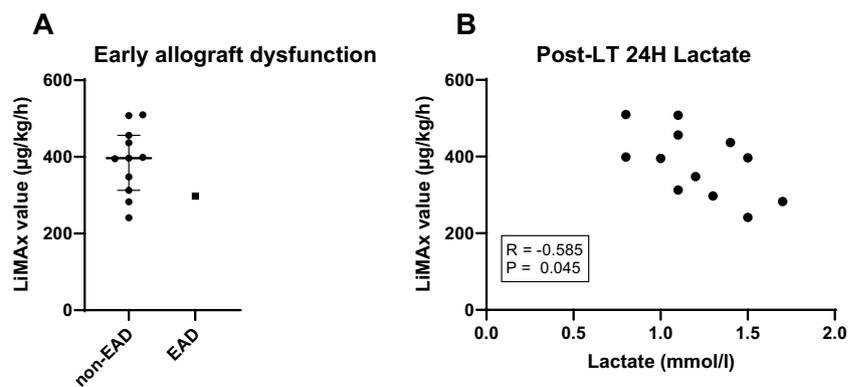 A
Early allograft dysfunction
LiMAx value (µg/kg/h)
600
400
200
0
non-EAD
EAD
B
Post-LT 24H Lactate
LiMAx value (µg/kg/h)
600
400
200
0
R = -0.585
P = 0.045
0.0
0.5
1.0
1.5
2.0
Lactate (mmol/l)